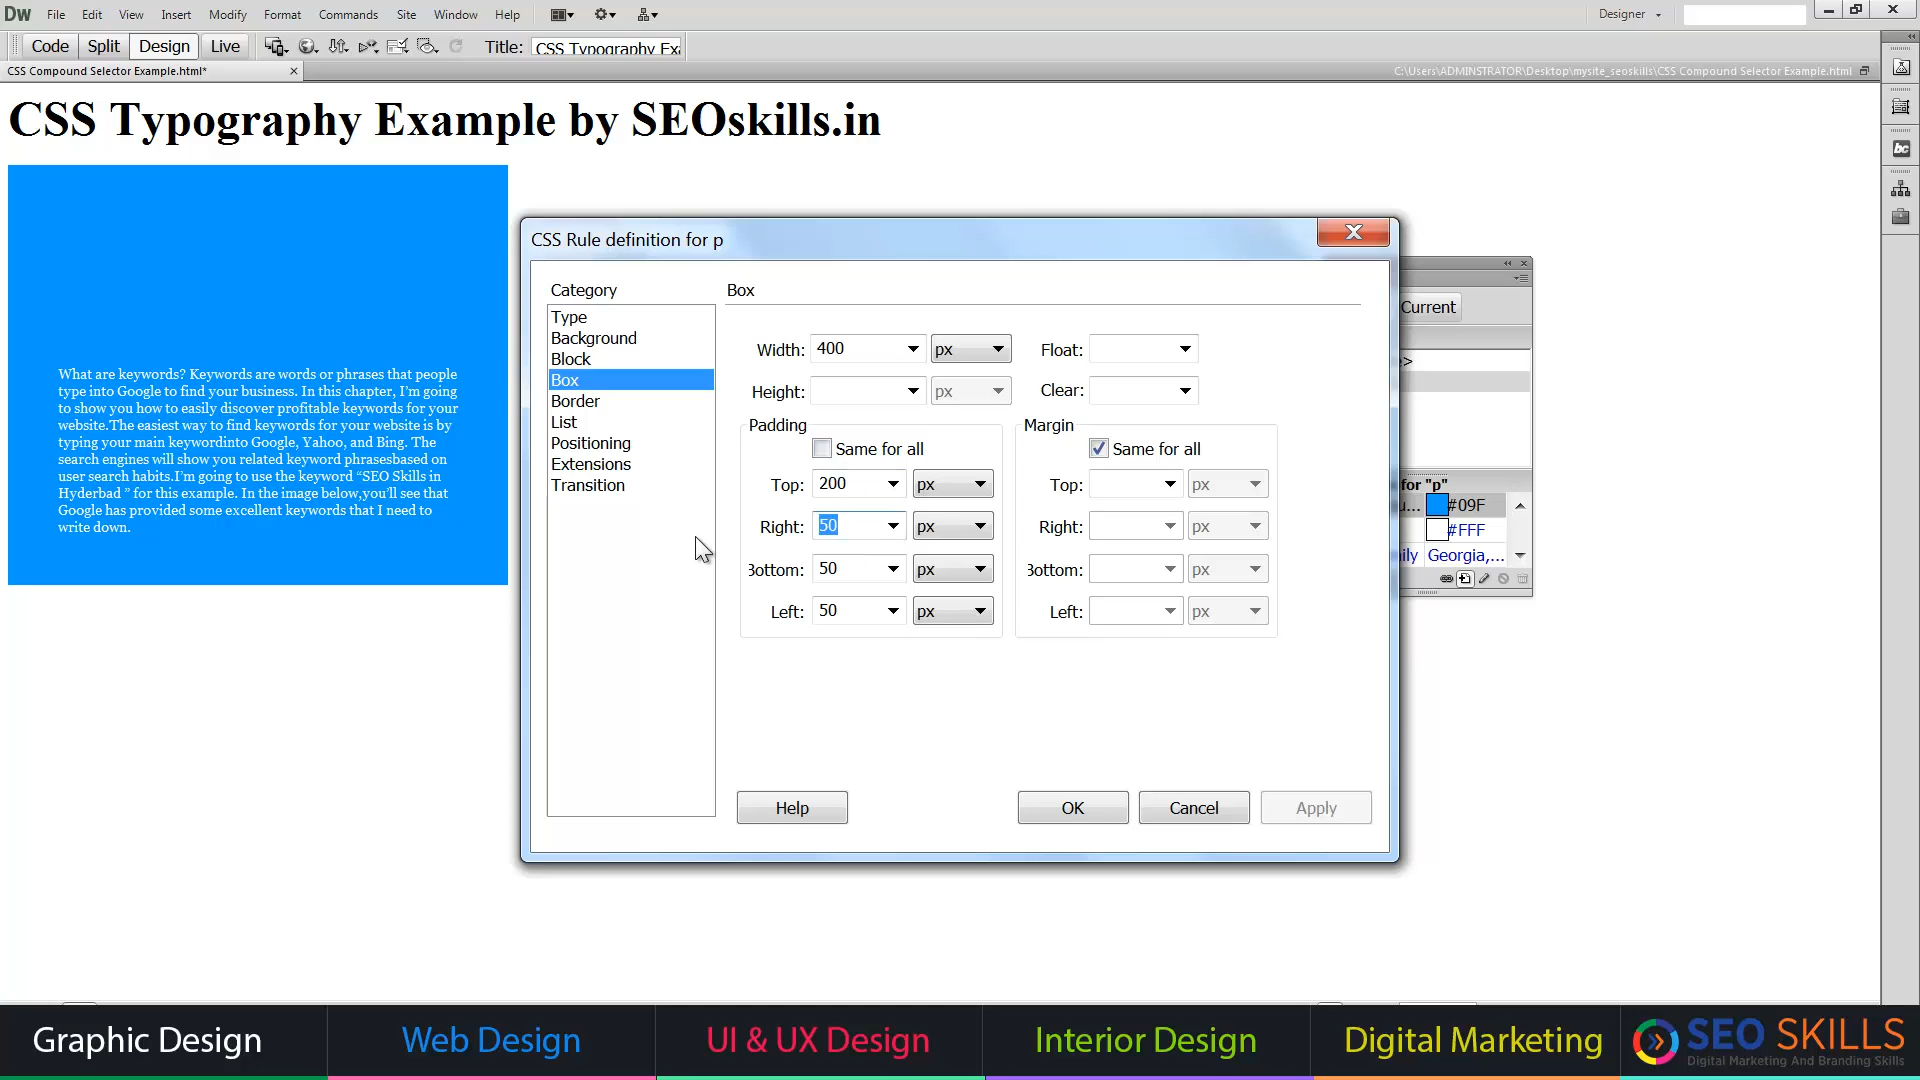 Dw File Edit View Insert Modify Format Commands Site Window Help Designer
Code Split Design Live Title: CSS Typography Exa
CSS Compound Selector Example.html* C:\Users\ADMINSTRATOR\Desktop\mysite_seoskills\CSS Compound Selector Example.html
CSS Typography Example by SEOskills.in
What are keywords? Keywords are words or phrases that people
type into Google to find your business. In this chapter, I'm going
to show you how to easily discover profitable keywords for your
website.The easiest way to find keywords for your website is by
typing your main keywordinto Google, Yahoo, and Bing. The
search engines will show you related keyword phrasesbased on
user search habits.I'm going to use the keyword “SEO Skills in
Hyderbad ” for this example. In the image below,you'll see that
Google has provided some excellent keywords that I need to
write down.
CSS Rule definition for p
Category
Type
Background
Block
Box
Border
List
Positioning
Extensions
Transition
Box
Width: 400 px Float:
Height: px Clear:
Padding Margin
Same for all Same for all
Top: 200 px Top: px
Right: 50 px Right: px
Bottom: 50 px Bottom: px
Left: 50 px Left: px
Help OK Cancel Apply
Current
>
for "p"
u... #09F
#FFF
ily Georgia,...
bc
Graphic Design Web Design UI & UX Design Interior Design Digital Marketing SEO SKILLS
Digital Marketing And Branding Skills